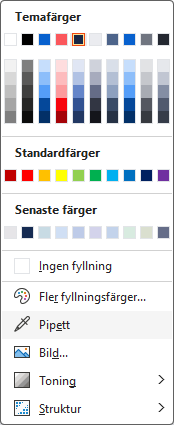 Temafärger
Standardfärger
Senaste färger
Ingen fyllning
Fler fyllningsfärger...
Pipett
Bild...
Toning
Struktur